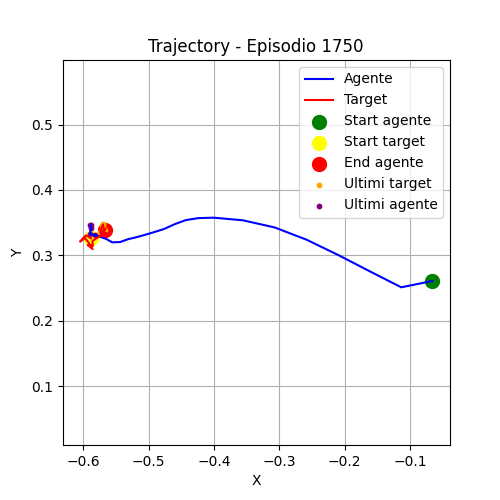 Trajectory - Episodio 1750
Agente
Target
Start agente
Start target
End agente
Ultimi target
Ultimi agente
Y
0.5
0.4
0.3
0.2
0.1
−0.6 −0.5 −0.4 −0.3 −0.2 −0.1
X